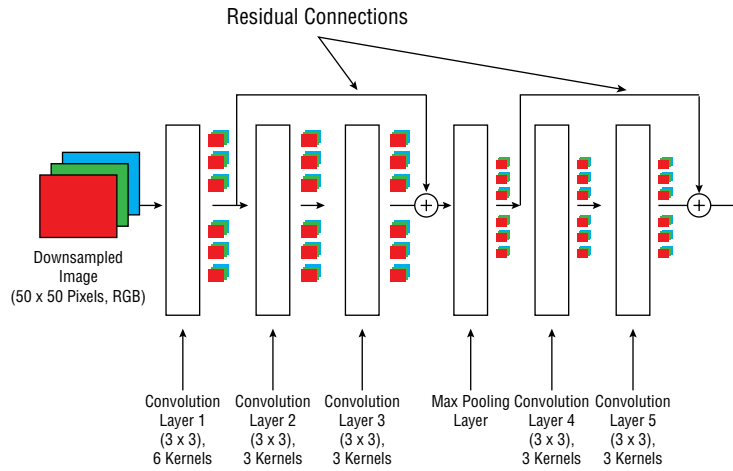 Residual Connections
+
+
Downsampled
Image
(50 x 50 Pixels, RGB)
Convolution
Layer 1
(3 x 3),
6 Kernels
Convolution
Layer 2
(3 x 3),
3 Kernels
Convolution
Layer 3
(3 x 3),
3 Kernels
Max Pooling
Layer
Convolution
Layer 4
(3 x 3),
3 Kernels
Convolution
Layer 5
(3 x 3),
3 Kernels